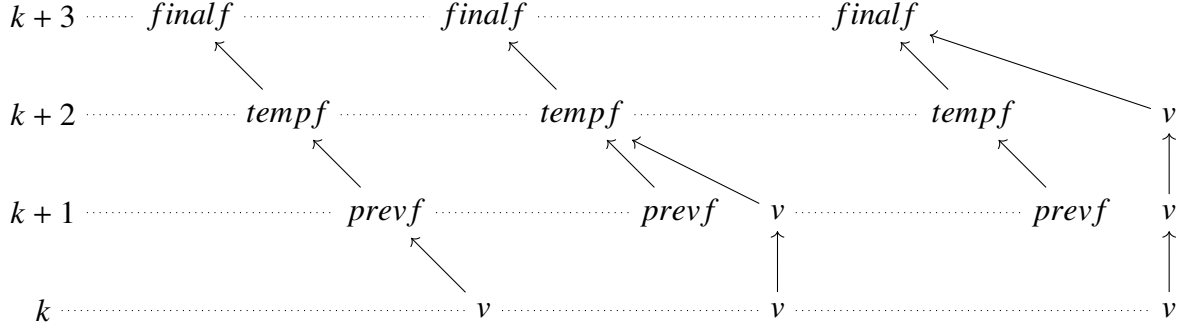 k + 3 finalf finalf finalf
k + 2 tempf tempf tempf v
k + 1 prevf prevf v prevf v
k v v v